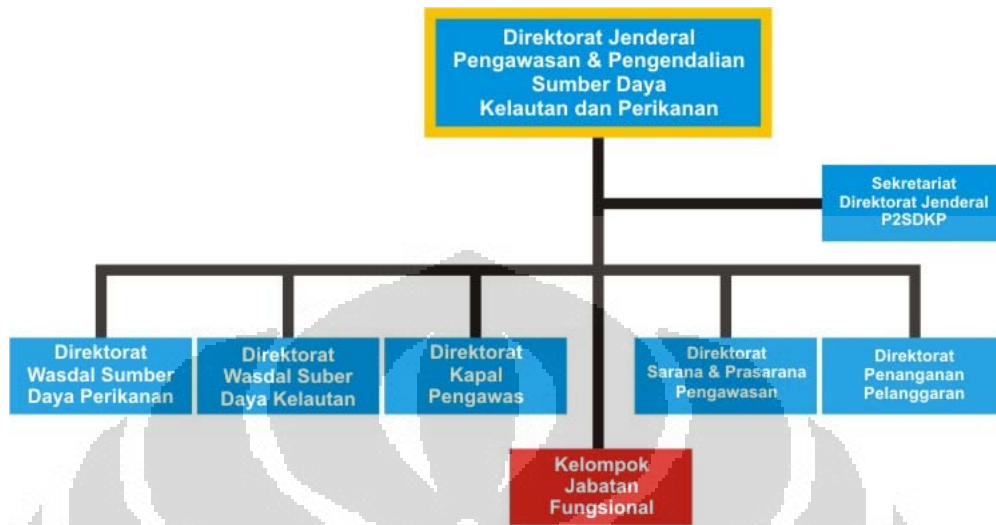 Direktorat Jenderal
Pengawasan & Pengendalian
Sumber Daya
Kelautan dan Perikanan
Sekretariat
Direktorat Jenderal
P2SDKP
Direktorat
Wasdal Sumber
Daya Perikanan
Direktorat
Wasdal Suber
Daya Kelautan
Direktorat
Kapal
Pengawas
Direktorat
Sarana & Prasarana
Pengawasan
Direktorat
Penanganan
Pelanggaran
Kelompok
Jabatan
Fungsional